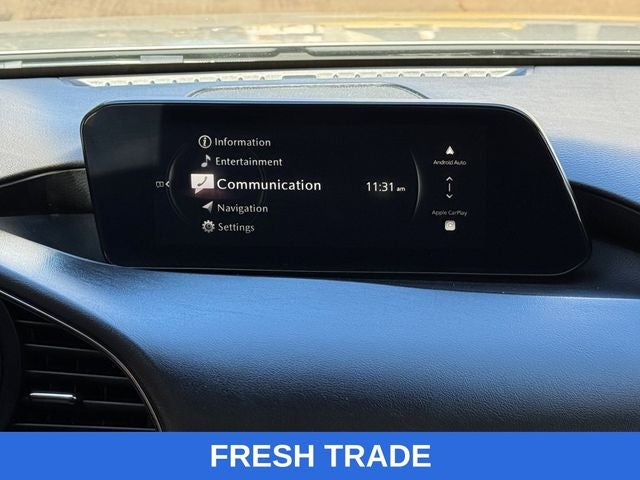 Information
Entertainment
Communication
11:31 am
Navigation
Settings
Android Auto
Apple CarPlay
FRESH TRADE